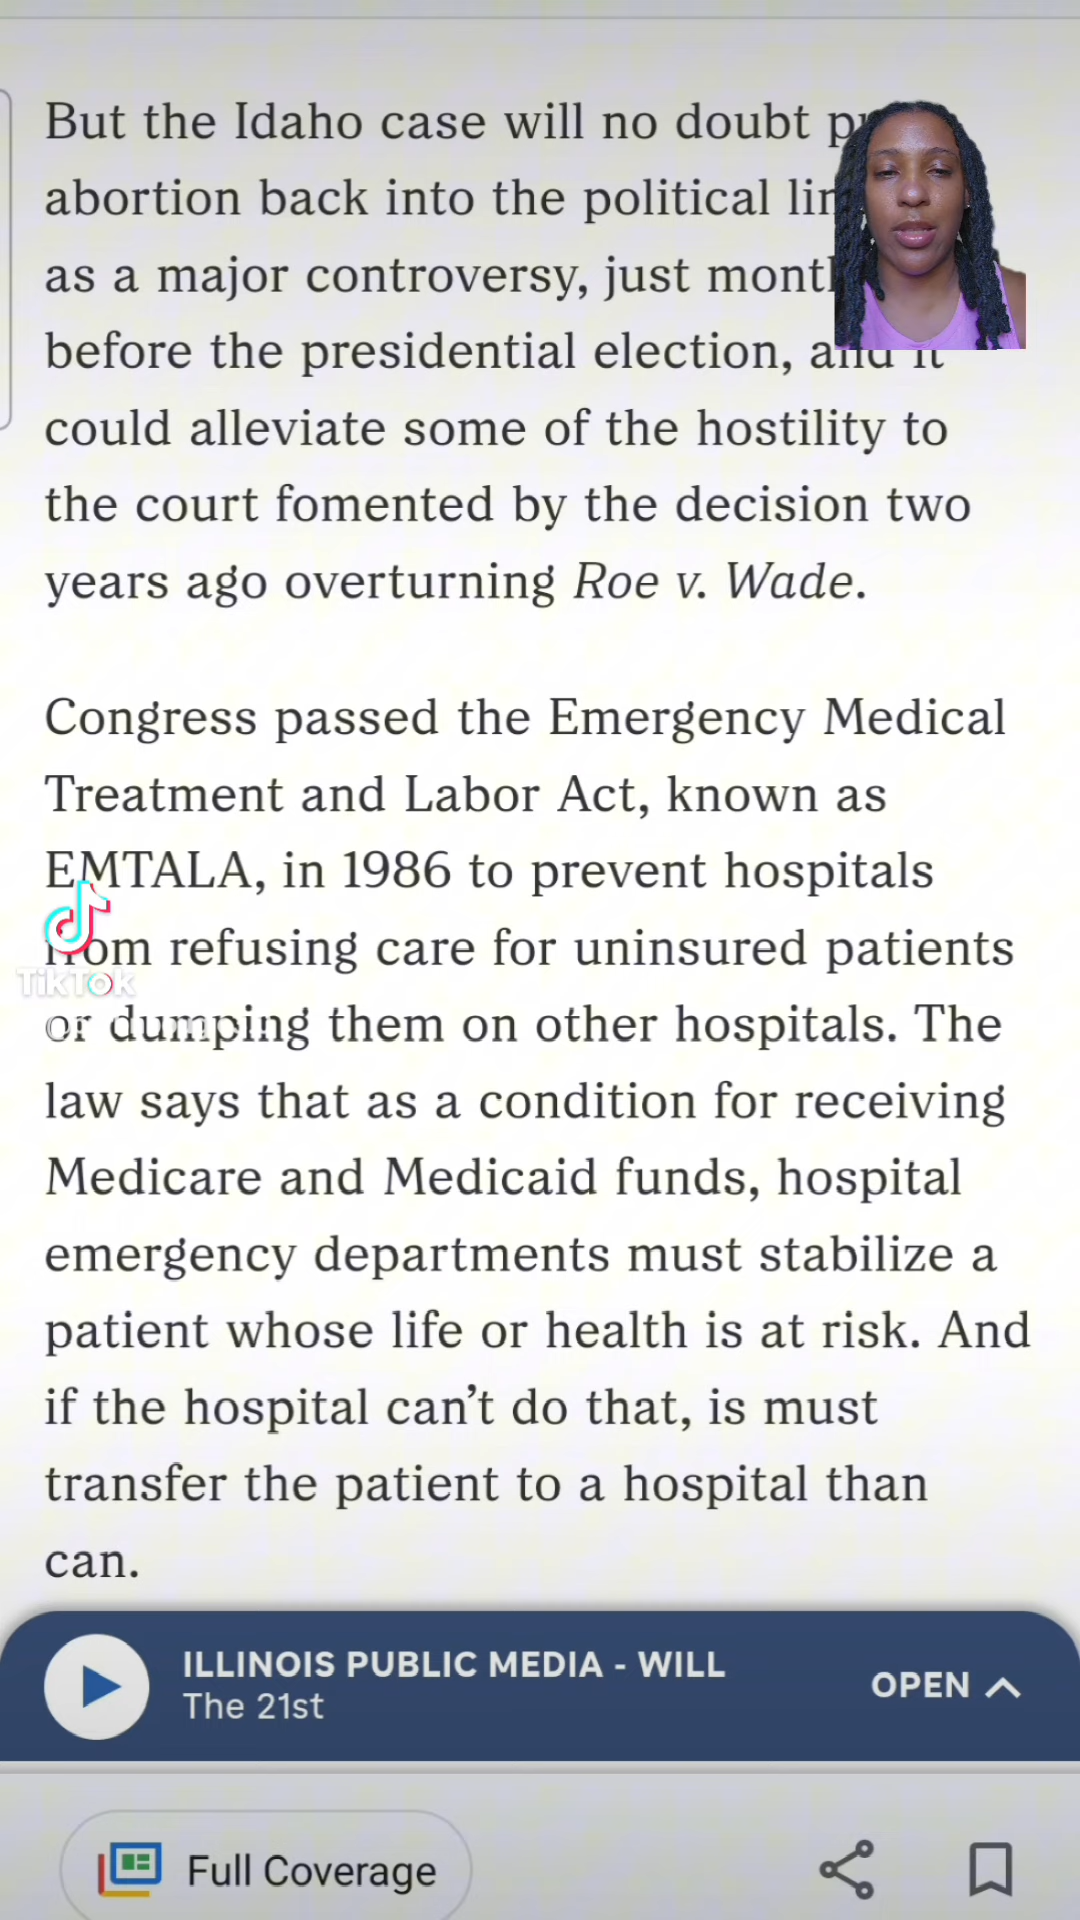 But the Idaho case will no doubt
abortion back into the political
as a major controversy, just
before the presidential election, and it
could alleviate some of the hostility to
the court fomented by the decision two
years ago overturning Roe v. Wade.
Congress passed the Emergency Medical
Treatment and Labor Act, known as
EMTALA, in 1986 to prevent hospitals
from refusing care for uninsured patients
or dumping them on other hospitals. The
law says that as a condition for receiving
Medicare and Medicaid funds, hospital
emergency departments must stabilize a
patient whose life or health is at risk. And
if the hospital can't do that, is must
transfer the patient to a hospital than
can.
TikTok
ILLINOIS PUBLIC MEDIA - WILL
The 21st
OPEN
Full Coverage